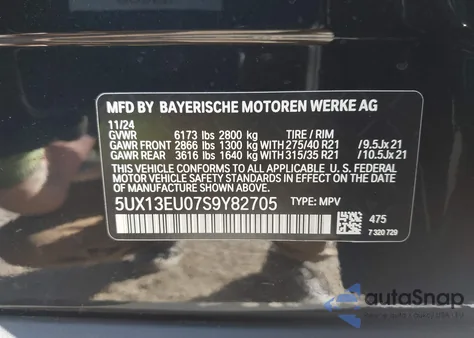 MFD BY BAYERISCHE MOTOREN WERKE AG
11/24
GVWR 6173 lbs 2800 kg TIRE / RIM
GAWR FRONT 2866 lbs 1300 kg WITH 275/40 R21 /9.5Jx21
GAWR REAR 3616 lbs 1640 kg WITH 315/35 R21 /10.5Jx21
THIS VEHICLE CONFORMS TO ALL APPLICABLE U. S. FEDERAL
MOTOR VEHICLE SAFETY STANDARDS IN EFFECT ON THE DATE OF
MANUFACTURE SHOWN ABOVE.
5UX13EU07S9Y82705 TYPE: MPV
475
7 320 729
autoSnap